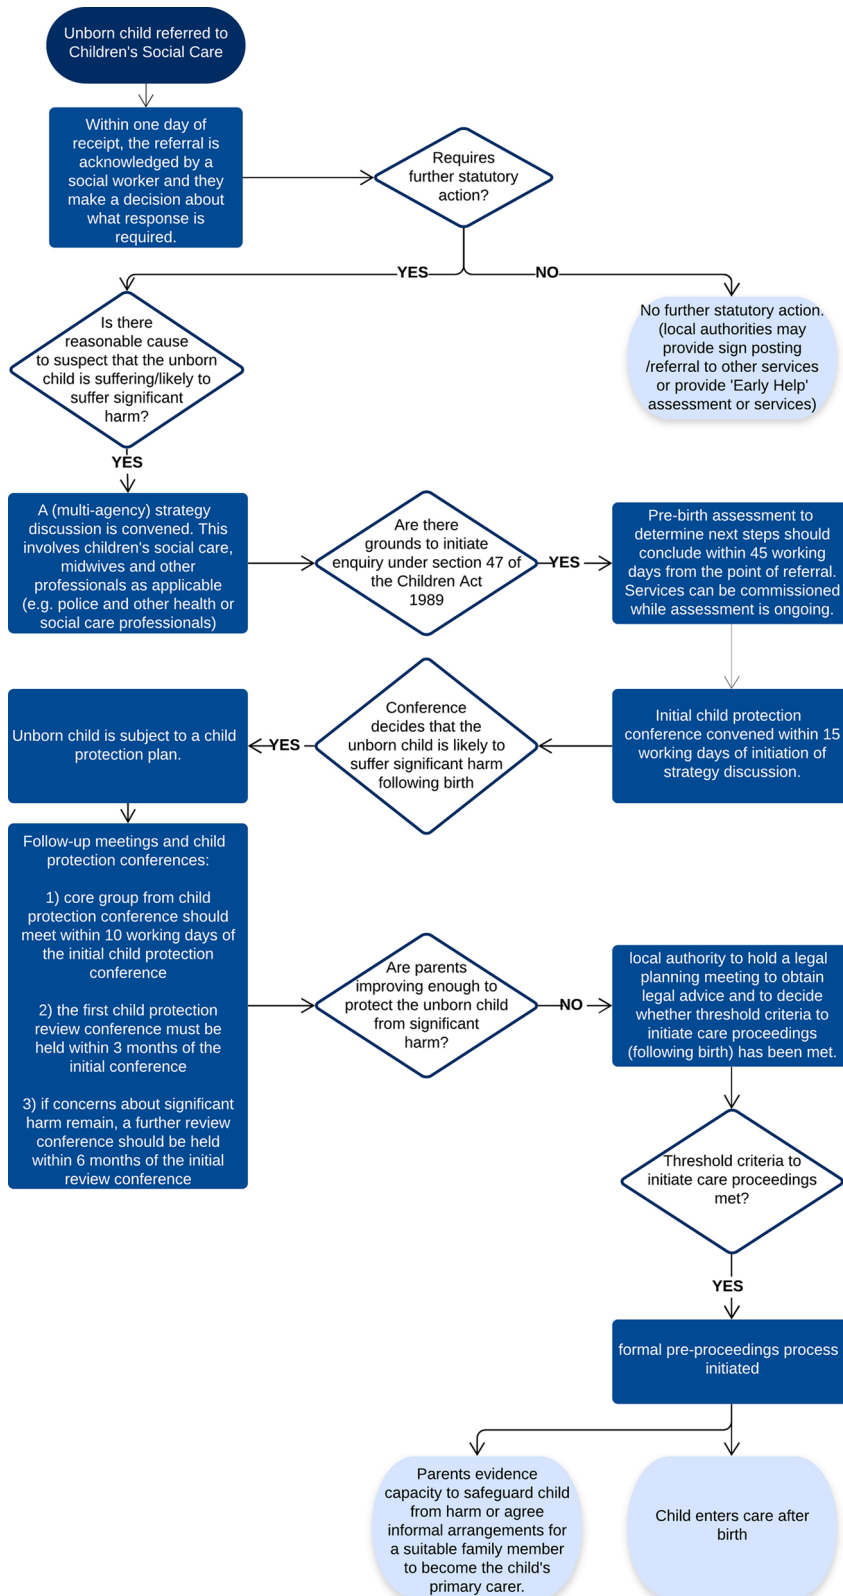 Unborn child referred to
Children's Social Care
Within one day of
receipt, the referral is
acknowledged by a
social worker and they
make a decision about
what response is
required.
Requires
further statutory
action?
YES
NO
Is there
reasonable cause
to suspect that the unborn
child is suffering/likely to
suffer significant
harm?
No further statutory action.
(local authorities may
provide sign posting
/referral to other services
or provide 'Early Help'
assessment or services)
YES
A (multi-agency) strategy
discussion is convened. This
involves children's social care,
midwives and other
professionals as applicable
(e.g. police and other health or
social care professionals)
Are there
grounds to initiate
enquiry under section 47 of
the Children Act
1989
YES
Pre-birth assessment to
determine next steps should
conclude within 45 working
days from the point of referral.
Services can be commissioned
while assessment is ongoing.
Initial child protection
conference convened within 15
working days of initiation of
strategy discussion.
Conference
decides that the
unborn child is likely to
suffer significant harm
following birth
YES
Unborn child is subject to a child
protection plan.
Follow-up meetings and child
protection conferences:
1) core group from child
protection conference should
meet within 10 working days of
the initial child protection
conference
2) the first child protection
review conference must be
held within 3 months of the
initial conference
3) if concerns about significant
harm remain, a further review
conference should be held
within 6 months of the initial
review conference
Are parents
improving enough to
protect the unborn child
from significant
harm?
NO
local authority to hold a legal
planning meeting to obtain
legal advice and to decide
whether threshold criteria to
initiate care proceedings
(following birth) has been met.
Threshold criteria to
initiate care proceedings
met?
YES
formal pre-proceedings process
initiated
Parents evidence
capacity to safeguard child
from harm or agree
informal arrangements for
a suitable family member
to become the child's
primary carer.
Child enters care after
birth